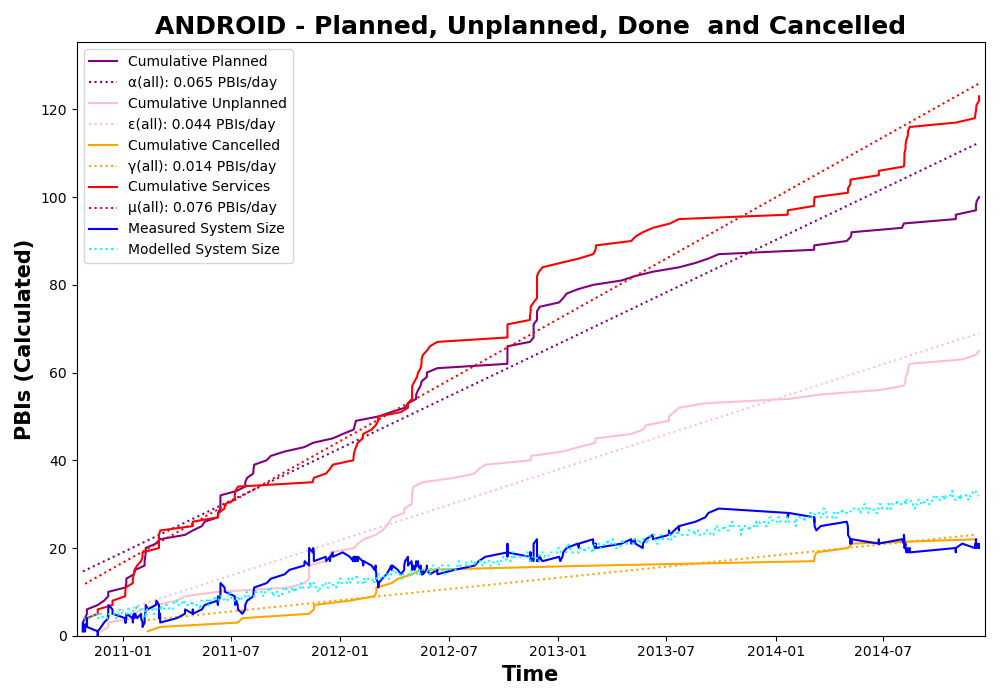 ANDROID - Planned, Unplanned, Done  and Cancelled
Cumulative Planned
α(all): 0.065 PBIs/day
Cumulative Unplanned
ε(all): 0.044 PBIs/day
Cumulative Cancelled
γ(all): 0.014 PBIs/day
Cumulative Services
μ(all): 0.076 PBIs/day
Measured System Size
Modelled System Size
PBIs (Calculated)
120
100
80
60
40
20
0
2011-01 2011-07 2012-01 2012-07 2013-01 2013-07 2014-01 2014-07
Time